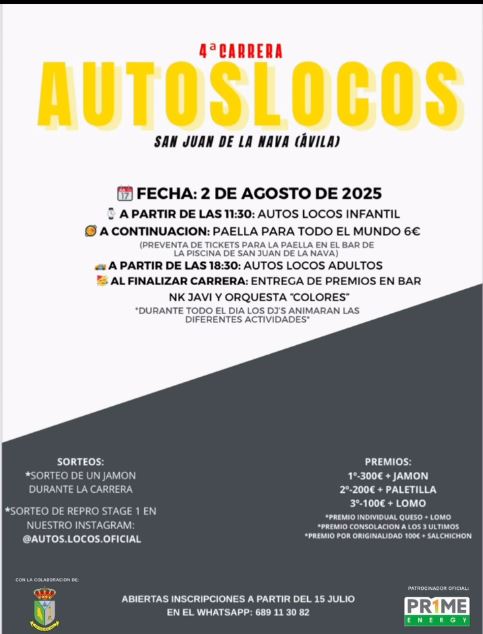 4ª CARRERA
AUTOSLOCOS
SAN JUAN DE LA NAVA (ÁVILA)
FECHA: 2 DE AGOSTO DE 2025
A PARTIR DE LAS 11:30: AUTOS LOCOS INFANTIL
A CONTINUACION: PAELLA PARA TODO EL MUNDO 6€
(PREVENTA DE TICKETS PARA LA PAELLA EN EL BAR DE
LA PISCINA DE SAN JUAN DE LA NAVA)
A PARTIR DE LAS 18:30: AUTOS LOCOS ADULTOS
AL FINALIZAR CARRERA: ENTREGA DE PREMIOS EN BAR
NK JAVI Y ORQUESTA "COLORES"
*DURANTE TODO EL DIA LOS DJ'S ANIMARAN LAS
DIFERENTES ACTIVIDADES*
SORTEOS:
*SORTEO DE UN JAMON
DURANTE LA CARRERA
*SORTEO DE REPRO STAGE 1 EN
NUESTRO INSTAGRAM:
@AUTOS.LOCOS.OFICIAL
PREMIOS:
1º-300€ + JAMON
2º-200€ + PALETILLA
3º-100€ + LOMO
*PREMIO INDIVIDUAL QUESO + LOMO
*PREMIO CONSOLACION A LOS 3 ULTIMOS
*PREMIO POR ORIGINALIDAD 100€ + SALCHICHON
CON LA COLABORACION DE:
ABIERTAS INSCRIPCIONES A PARTIR DEL 15 JULIO
EN EL WHATSAPP: 689 11 30 82
PATROCINADOR OFICIAL:
PR1ME
ENERGY